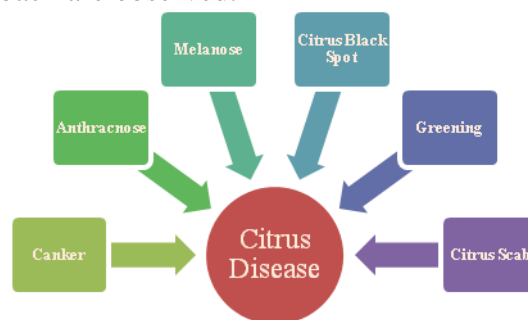 Melanose
Citrus Black
Spot
Anthracnose
Greening
Canker
Citrus Scab
Citrus
Disease